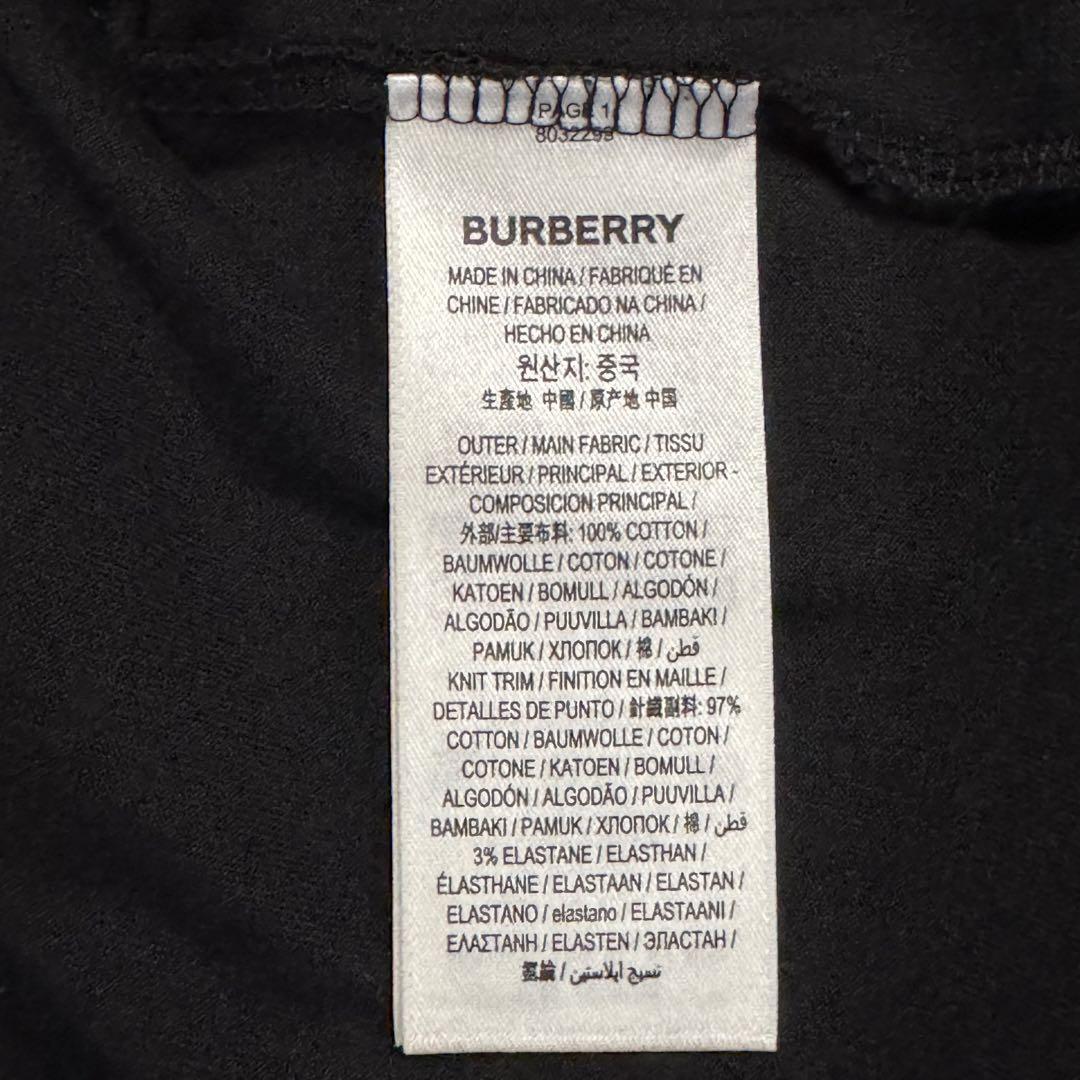 PAGE 1
8032299
BURBERRY
MADE IN CHINA / FABRIQUÉ EN
CHINE / FABRICADO NA CHINA /
HECHO EN CHINA
원산지: 중국
生產地 中國 / 原产地 中国
OUTER / MAIN FABRIC / TISSU
EXTÉRIEUR / PRINCIPAL / EXTERIOR -
COMPOSICION PRINCIPAL /
外部/主要布料: 100% COTTON /
BAUMWOLLE / COTON / COTONE /
KATOEN / BOMULL / ALGODÓN /
ALGODÃO / PUUVILLA / BAMBAKI /
PAMUK / ХЛОПОК / 棉 / قطن
KNIT TRIM / FINITION EN MAILLE /
DETALLES DE PUNTO / 針織副料: 97%
COTTON / BAUMWOLLE / COTON /
COTONE / KATOEN / BOMULL /
ALGODÓN / ALGODÃO / PUUVILLA /
BAMBAKI / PAMUK / ХЛОПОК / 棉 / قطن
3% ELASTANE / ELASTHAN /
ÉLASTHANE / ELASTAAN / ELASTAN /
ELASTANO / elastano / ELASTAANI /
ΕΛΑΣΤΑΝΗ / ELASTEN / ЭЛАСТАН /
氨綸 / نسيج ايلاستين